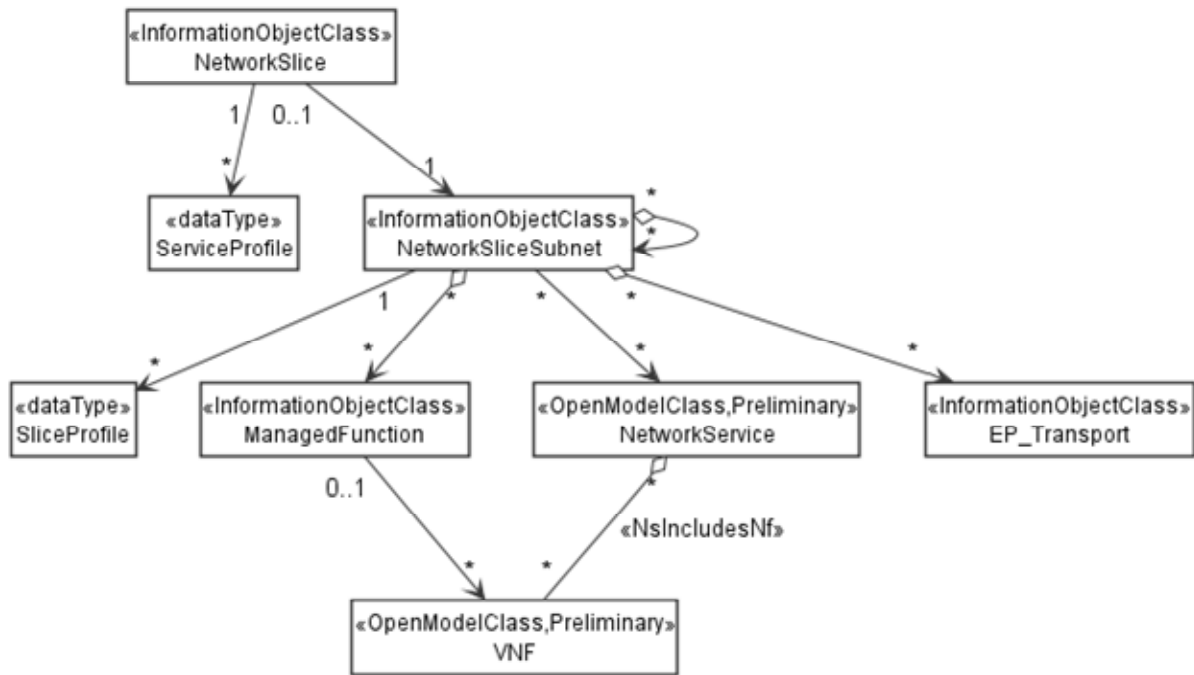 «InformationObjectClass»
NetworkSlice
1
0..1
*
1
«dataType»
ServiceProfile
«InformationObjectClass»
NetworkSliceSubnet
*
*
1
*
*
*
*
*
*
*
«dataType»
SliceProfile
«InformationObjectClass»
ManagedFunction
«OpenModelClass,Preliminary»
NetworkService
«InformationObjectClass»
EP_Transport
0..1
*
«NsIncludesNf»
*
*
«OpenModelClass,Preliminary»
VNF